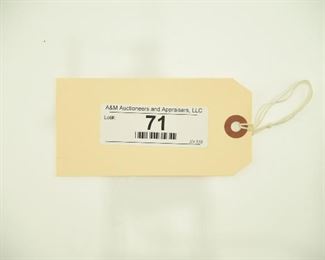 A&M Auctioneers and Appraisers, LLC
Lot#:
71